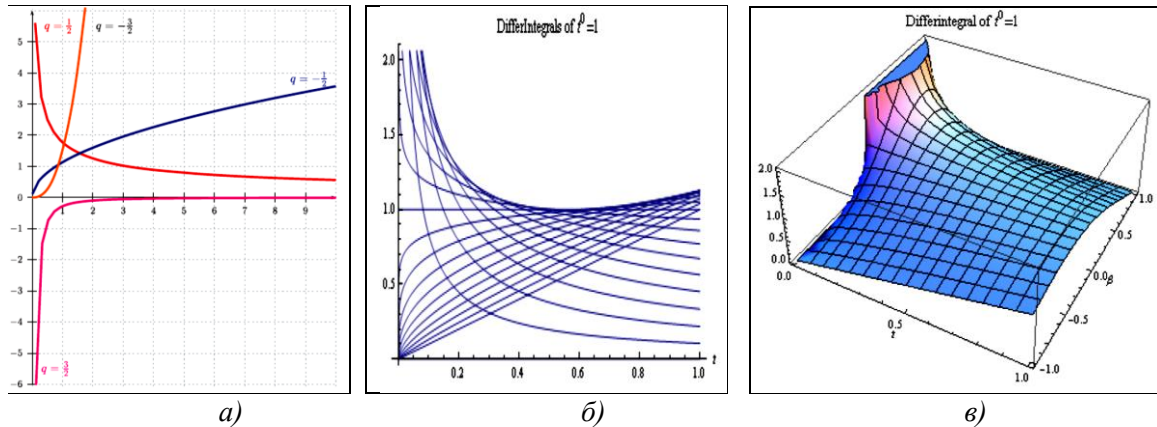 q = 1/2
q = −3/2
q = −1/2
q = 3/2
5
4
3
2
1
0
−1
−2
−3
−4
−5
−6
1 2 3 4 5 6 7 8 9
DifferIntegrals of t^0=1
2.0
1.5
1.0
0.5
0.2 0.4 0.6 0.8 1.0
t
Differintegral of t^0=1
2.0
1.5
1.0
0.5
0.0
0.0
0.5
1.0
t
1.0
0.5
0.0
β
−0.5
−1.0
а) б) в)